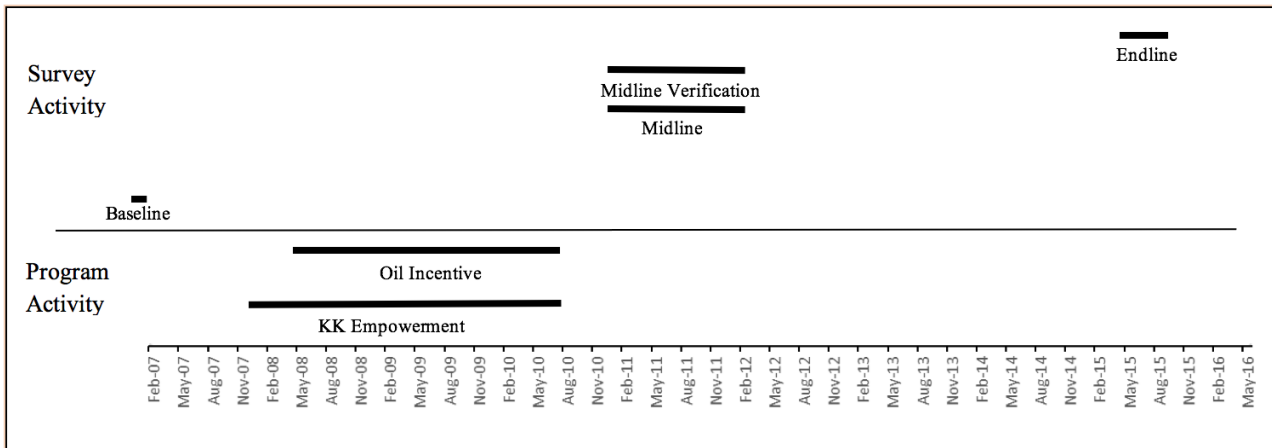 Endline
Survey
Activity
Midline Verification
Midline
Baseline
Program
Activity
Oil Incentive
KK Empowerment
Feb-07
May-07
Aug-07
Nov-07
Feb-08
May-08
Aug-08
Nov-08
Feb-09
May-09
Aug-09
Nov-09
Feb-10
May-10
Aug-10
Nov-10
Feb-11
May-11
Aug-11
Nov-11
Feb-12
May-12
Aug-12
Nov-12
Feb-13
May-13
Aug-13
Nov-13
Feb-14
May-14
Aug-14
Nov-14
Feb-15
May-15
Aug-15
Nov-15
Feb-16
May-16